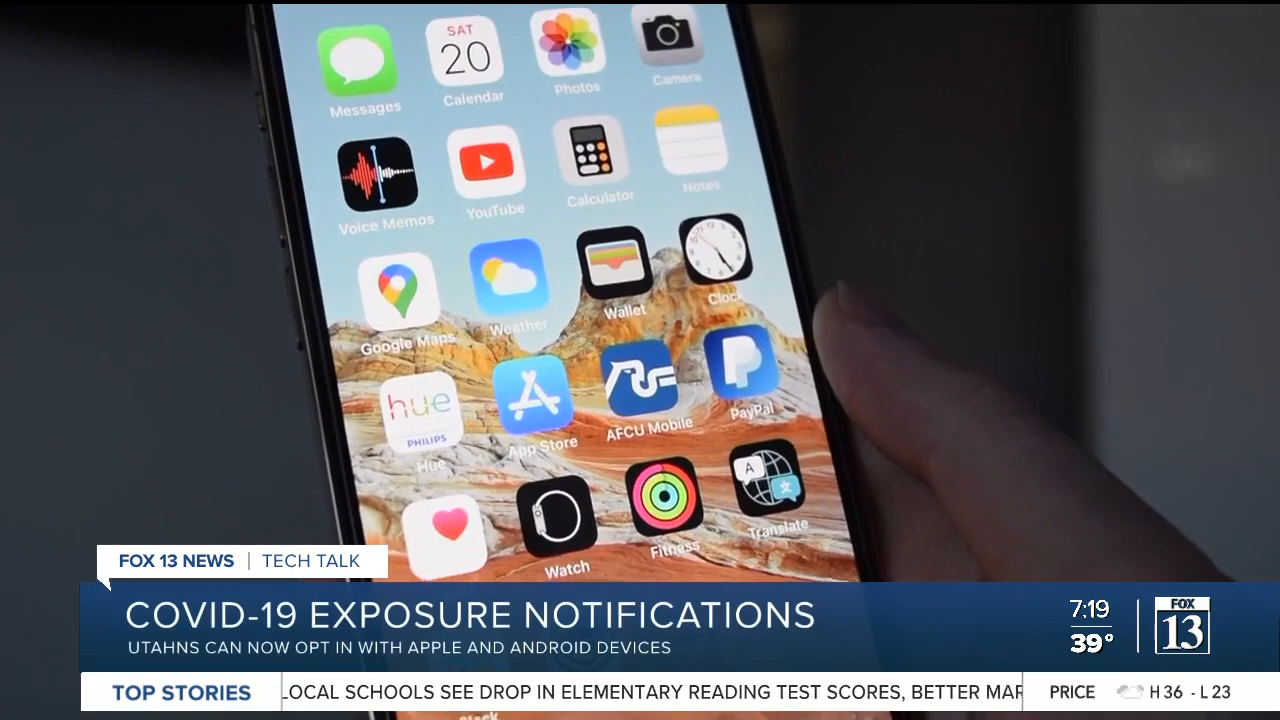 SAT
20
Messages
Calendar
Photos
Camera
Voice Memos
YouTube
Calculator
Notes
Google Maps
Weather
Wallet
Clock
hue
PHILIPS
Hue
App Store
AFCU Mobile
PayPal
Watch
Fitness
A
文
Translate
FOX 13 NEWS | TECH TALK
COVID-19 EXPOSURE NOTIFICATIONS
UTAHNS CAN NOW OPT IN WITH APPLE AND ANDROID DEVICES
7:19
39°
FOX
13
TOP STORIES
LOCAL SCHOOLS SEE DROP IN ELEMENTARY READING TEST SCORES, BETTER MAR
PRICE
H 36 - L 23